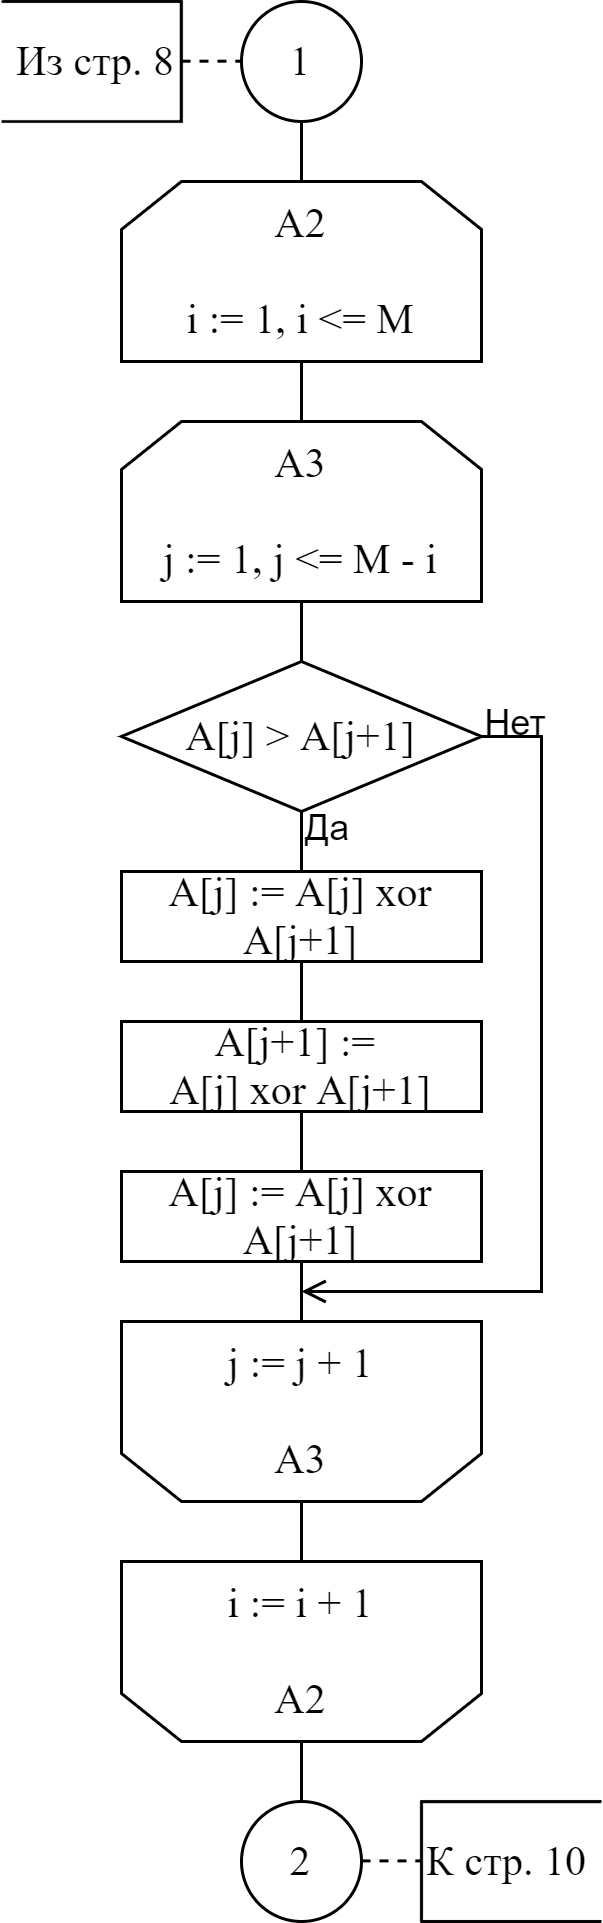 Из стр. 8
1
A2
i := 1, i <= M
A3
j := 1, j <= M - i
A[j] > A[j+1]
Нет
Да
A[j] := A[j] xor
A[j+1]
A[j+1] :=
A[j] xor A[j+1]
A[j] := A[j] xor
A[j+1]
j := j + 1
A3
i := i + 1
A2
2
К стр. 10